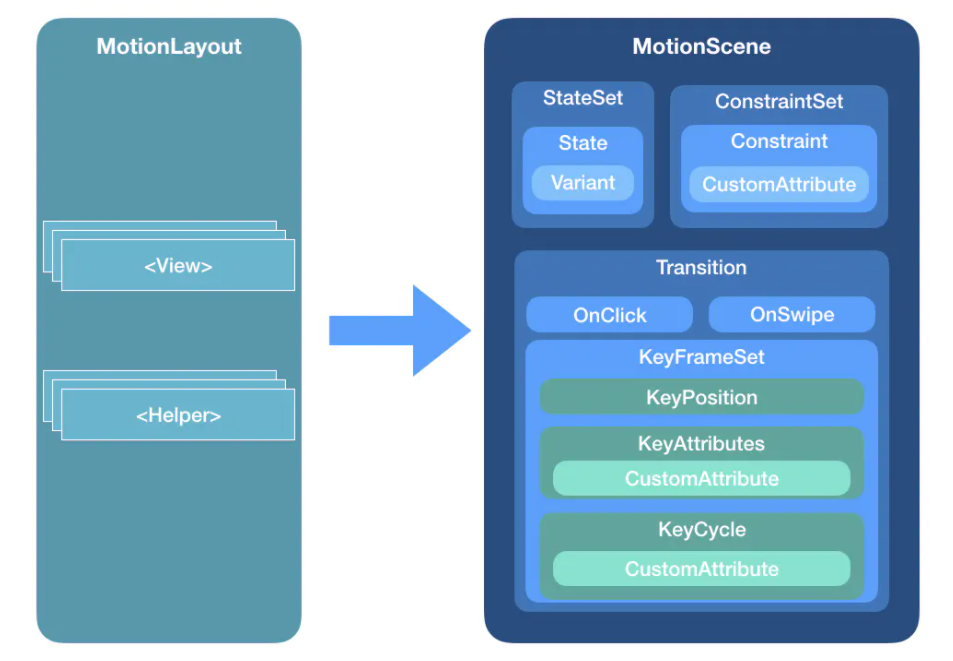 MotionLayout
<View>
<Helper>
MotionScene
StateSet
State
Variant
ConstraintSet
Constraint
CustomAttribute
Transition
OnClick
OnSwipe
KeyFrameSet
KeyPosition
KeyAttributes
CustomAttribute
KeyCycle
CustomAttribute